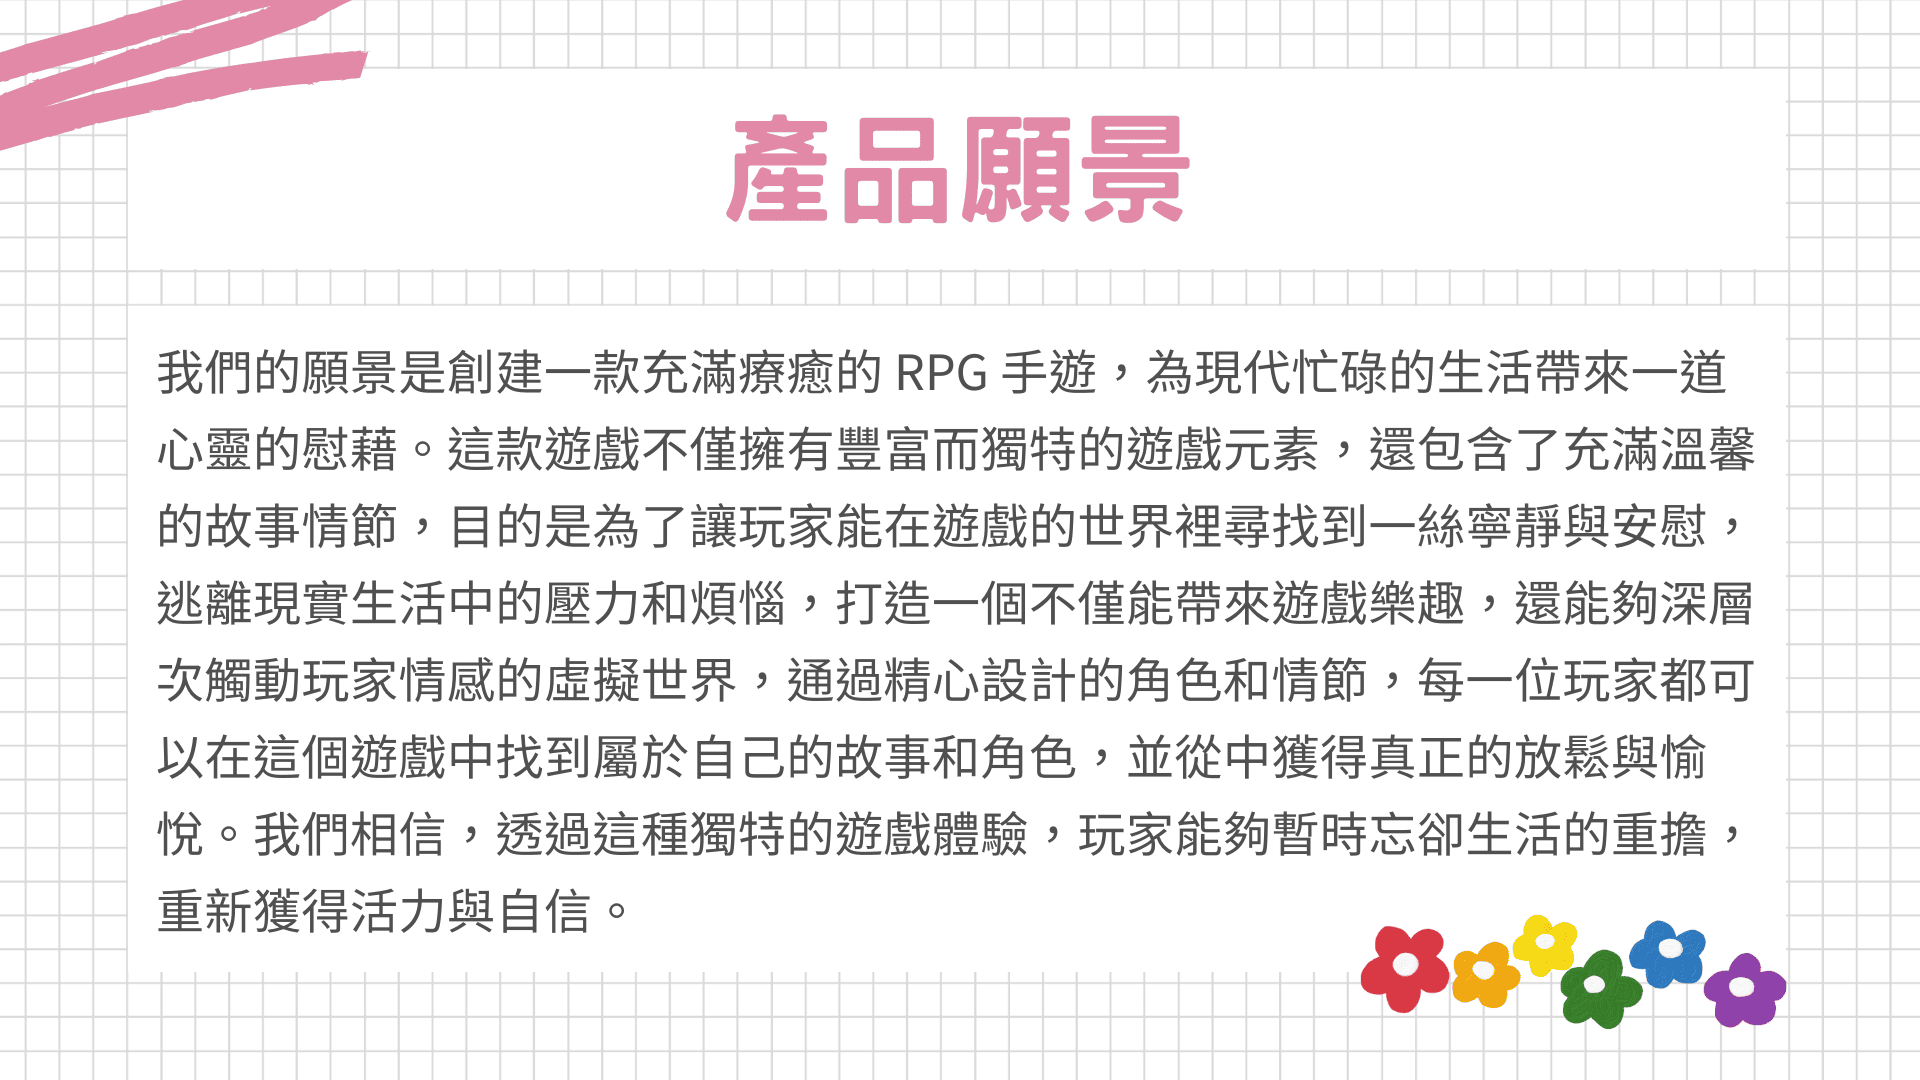 產品願景
我們的願景是創建一款充滿療癒的 RPG 手遊，為現代忙碌的生活帶來一道
心靈的慰藉。這款遊戲不僅擁有豐富而獨特的遊戲元素，還包含了充滿溫馨
的故事情節，目的是為了讓玩家能在遊戲的世界裡尋找到一絲寧靜與安慰，
逃離現實生活中的壓力和煩惱，打造一個不僅能帶來遊戲樂趣，還能夠深層
次觸動玩家情感的虛擬世界，通過精心設計的角色和情節，每一位玩家都可
以在這個遊戲中找到屬於自己的故事和角色，並從中獲得真正的放鬆與愉
悅。我們相信，透過這種獨特的遊戲體驗，玩家能夠暫時忘卻生活的重擔，
重新獲得活力與自信。